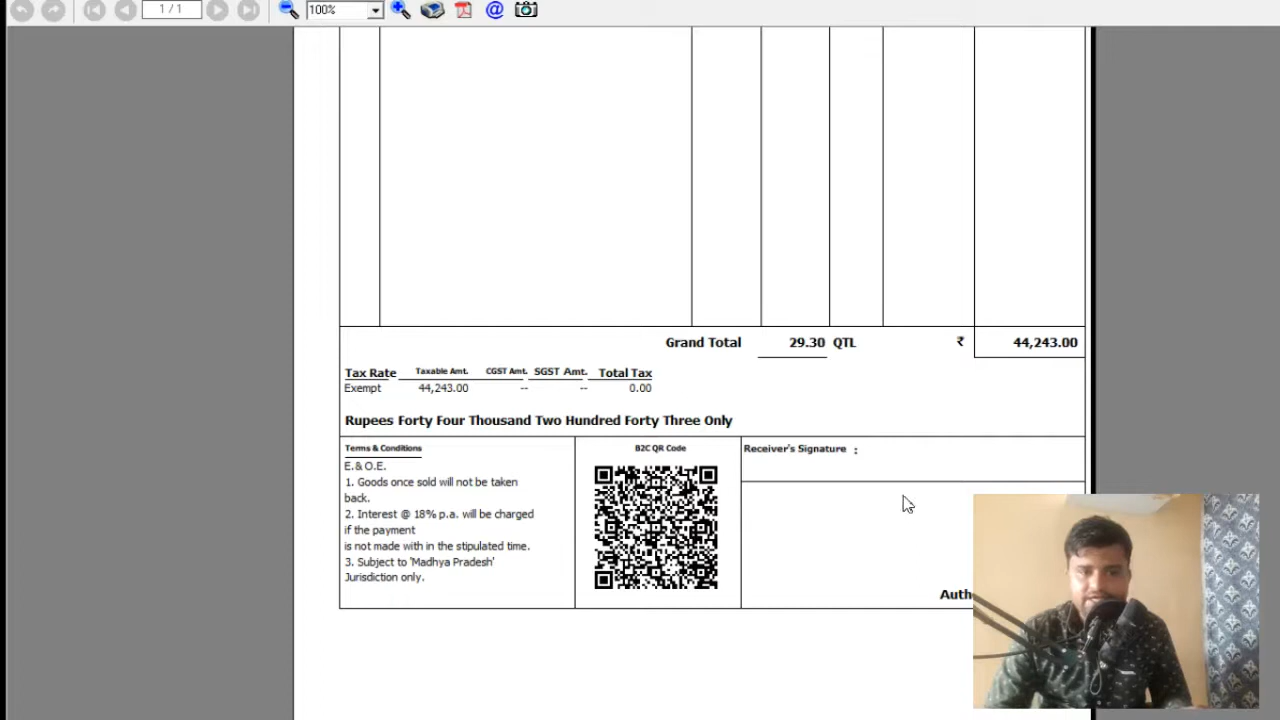 1 / 1
100%
Grand Total 29.30 QTL ₹ 44,243.00
Tax Rate Taxable Amt. CGST Amt. SGST Amt. Total Tax
Exempt 44,243.00 -- -- 0.00
Rupees Forty Four Thousand Two Hundred Forty Three Only
Terms & Conditions
E.& O.E.
1. Goods once sold will not be taken
back.
2. Interest @ 18% p.a. will be charged
if the payment
is not made with in the stipulated time.
3. Subject to 'Madhya Pradesh'
Jurisdiction only.
B2C QR Code
Receiver's Signature :
Auth